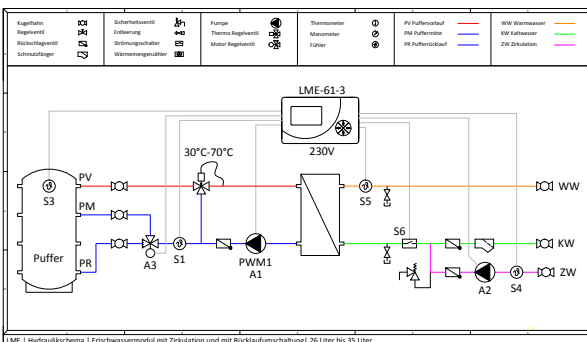 Kugelhahn
Regelventil
Rückschlagventil
Schmutzfänger
Sicherheitsventil
Entleerung
Strömungsschalter
Wärmemengenzähler
Pumpe
Thermo Regelventil
Motor Regelventil
Thermometer
Manometer
Fühler
PV Puffervorlauf
PM Puffermitte
PR Pufferrücklauf
WW Warmwasser
KW Kaltwasser
ZW Zirkulation
LME-61-3
230V
30°C-70°C
PV
S3
S5
WW
PM
S6
Puffer
A3
S1
PWM1
A1
KW
PR
A2
S4
ZW
LME | Hydraulikschema | Frischwassermodul mit Zirkulation und mit Rücklaufumschaltung| 26 Liter bis 35 Liter